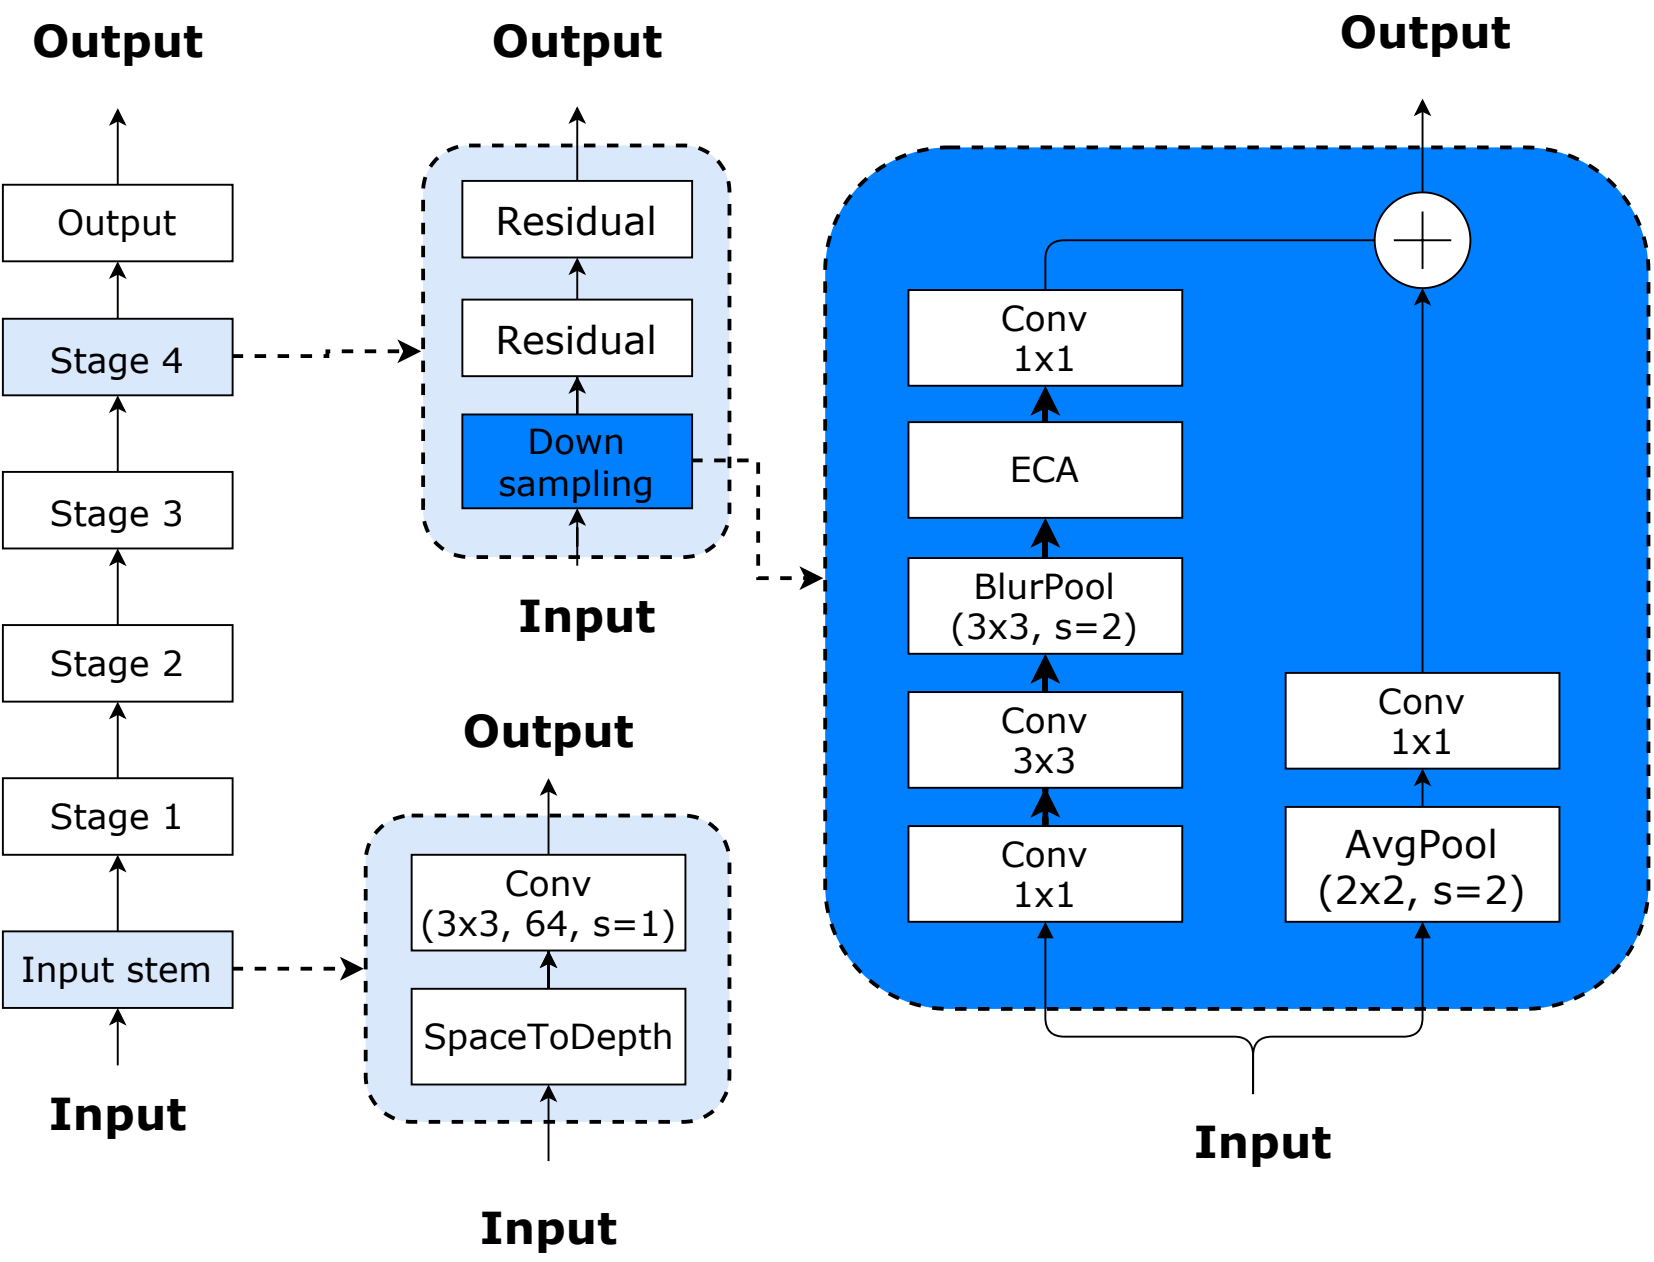 Output
Output
Stage 4
Stage 3
Stage 2
Stage 1
Input stem
Input
Output
Residual
Residual
Down
sampling
Input
Output
Conv
(3x3, 64, s=1)
SpaceToDepth
Input
Output
Conv
1x1
ECA
BlurPool
(3x3, s=2)
Conv
3x3
Conv
1x1
Conv
1x1
AvgPool
(2x2, s=2)
Input